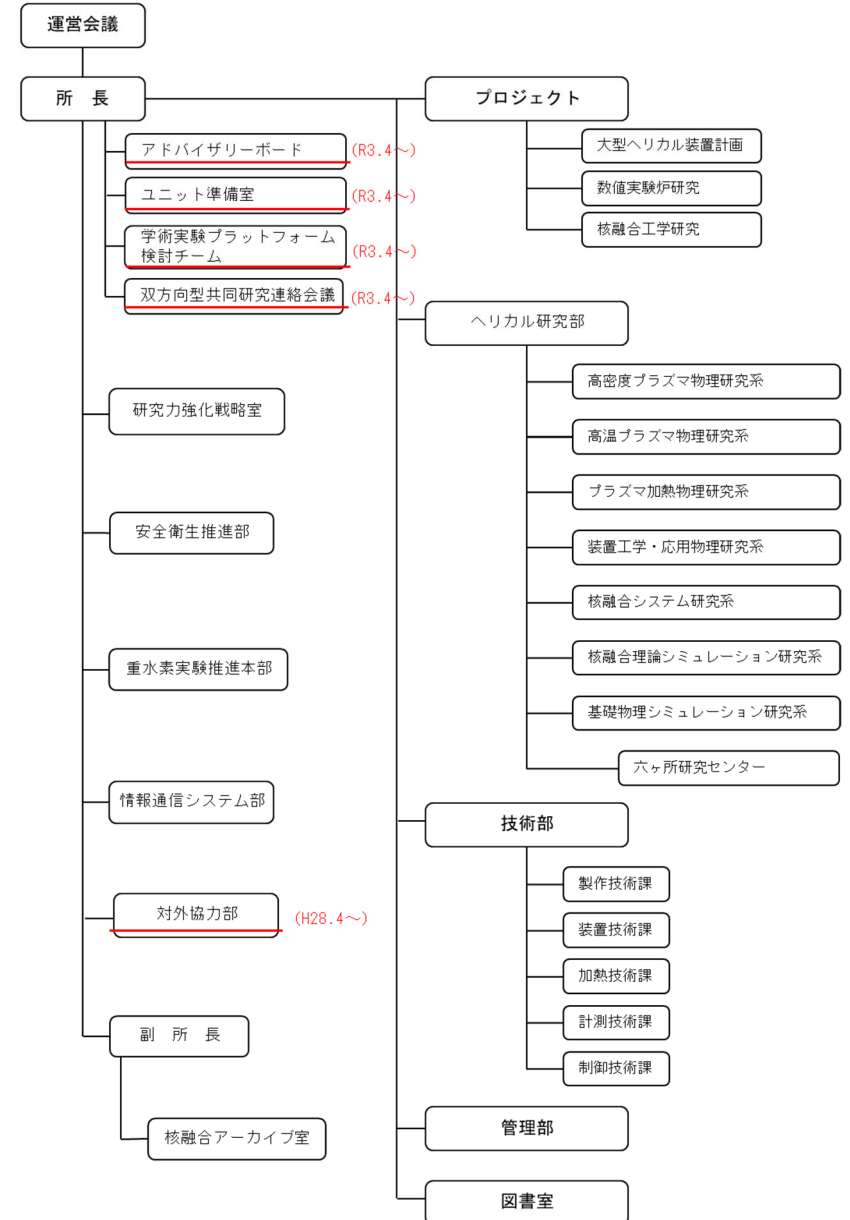 運営会議
所　長
アドバイザリーボード
(R3.4～)
ユニット準備室
(R3.4～)
学術実験プラットフォーム
検討チーム
(R3.4～)
双方向型共同研究連絡会議
(R3.4～)
研究力強化戦略室
安全衛生推進部
重水素実験推進本部
情報通信システム部
対外協力部
(H28.4～)
副　所　長
核融合アーカイブ室
プロジェクト
大型ヘリカル装置計画
数値実験炉研究
核融合工学研究
ヘリカル研究部
高密度プラズマ物理研究系
高温プラズマ物理研究系
プラズマ加熱物理研究系
装置工学・応用物理研究系
核融合システム研究系
核融合理論シミュレーション研究系
基礎物理シミュレーション研究系
六ヶ所研究センター
技術部
製作技術課
装置技術課
加熱技術課
計測技術課
制御技術課
管理部
図書室